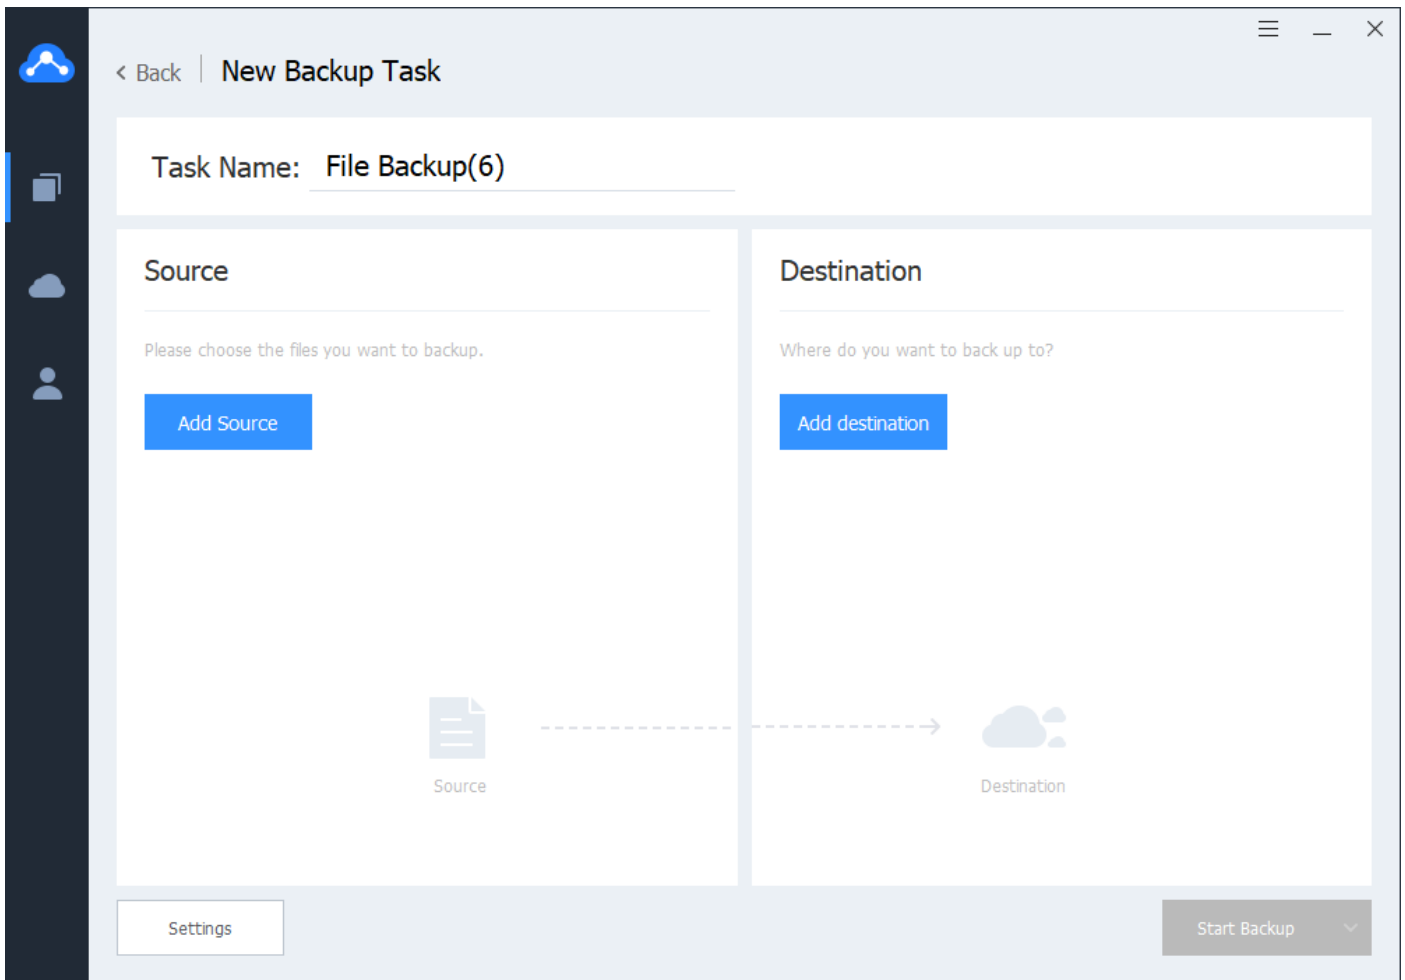 Back
New Backup Task
Task Name: File Backup(6)
Source
Please choose the files you want to backup.
Add Source
Destination
Where do you want to back up to?
Add destination
Source
Destination
Settings
Start Backup